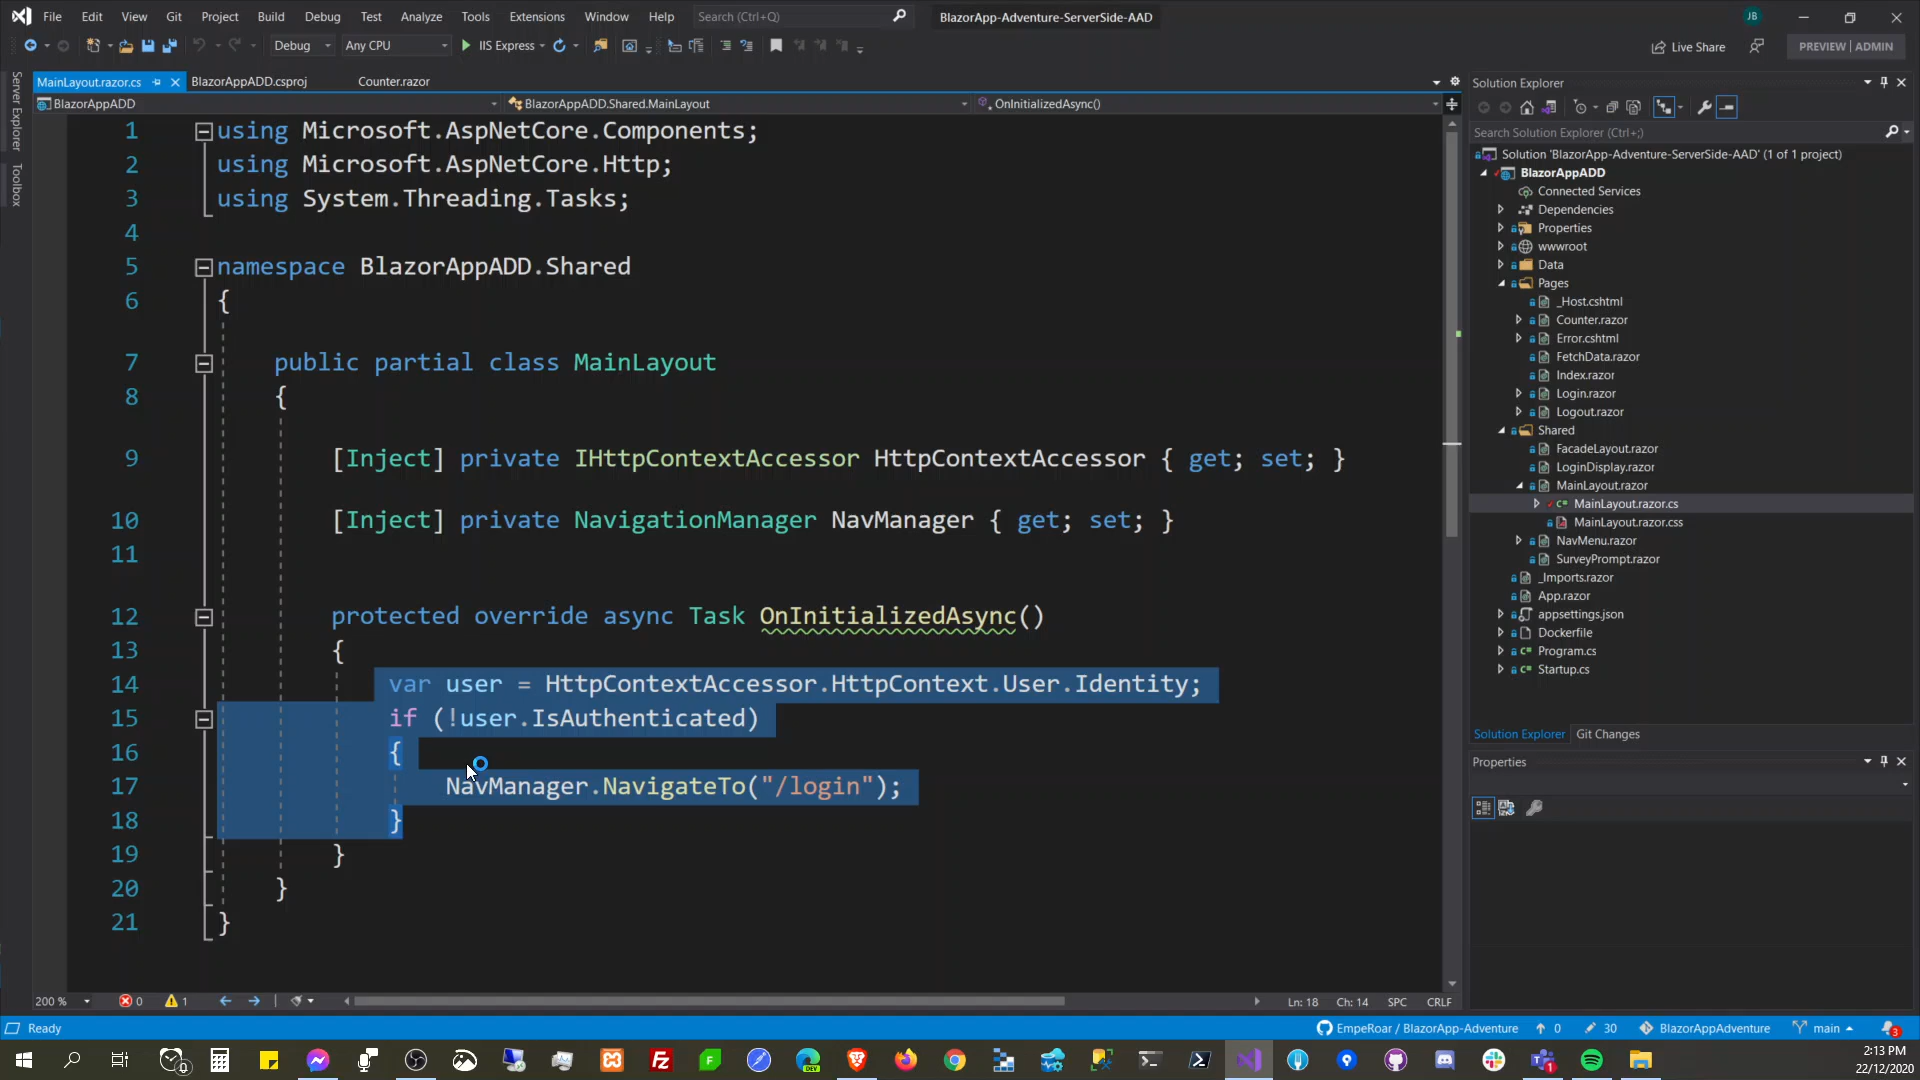 File Edit View Git Project Build Debug Test Analyze Tools Extensions Window Help Search (Ctrl+Q) BlazorApp-Adventure-ServerSide-AAD JB
Debug Any CPU IIS Express Live Share PREVIEW | ADMIN
Server Explorer
Toolbox
MainLayout.razor.cs BlazorAppADD.csproj Counter.razor
BlazorAppADD BlazorAppADD.Shared.MainLayout OnInitializedAsync()
1 using Microsoft.AspNetCore.Components;
2 using Microsoft.AspNetCore.Http;
3 using System.Threading.Tasks;
4
5 namespace BlazorAppADD.Shared
6 {
7 public partial class MainLayout
8 {
9 [Inject] private IHttpContextAccessor HttpContextAccessor { get; set; }
10 [Inject] private NavigationManager NavManager { get; set; }
11
12 protected override async Task OnInitializedAsync()
13 {
14 var user = HttpContextAccessor.HttpContext.User.Identity;
15 if (!user.IsAuthenticated)
16 {
17 NavManager.NavigateTo("/login");
18 }
19 }
20 }
21 }
200 % 0 1 Ln: 18 Ch: 14 SPC CRLF
Solution Explorer
Search Solution Explorer (Ctrl+;)
Solution 'BlazorApp-Adventure-ServerSide-AAD' (1 of 1 project)
BlazorAppADD
Connected Services
Dependencies
Properties
wwwroot
Data
Pages
_Host.cshtml
Counter.razor
Error.cshtml
FetchData.razor
Index.razor
Login.razor
Logout.razor
Shared
FacadeLayout.razor
LoginDisplay.razor
MainLayout.razor
MainLayout.razor.cs
MainLayout.razor.css
NavMenu.razor
SurveyPrompt.razor
_Imports.razor
App.razor
appsettings.json
Dockerfile
Program.cs
Startup.cs
Solution Explorer Git Changes
Properties
Ready EmpeRoar / BlazorApp-Adventure 0 30 BlazorAppAdventure main 3
2:13 PM
22/12/2020